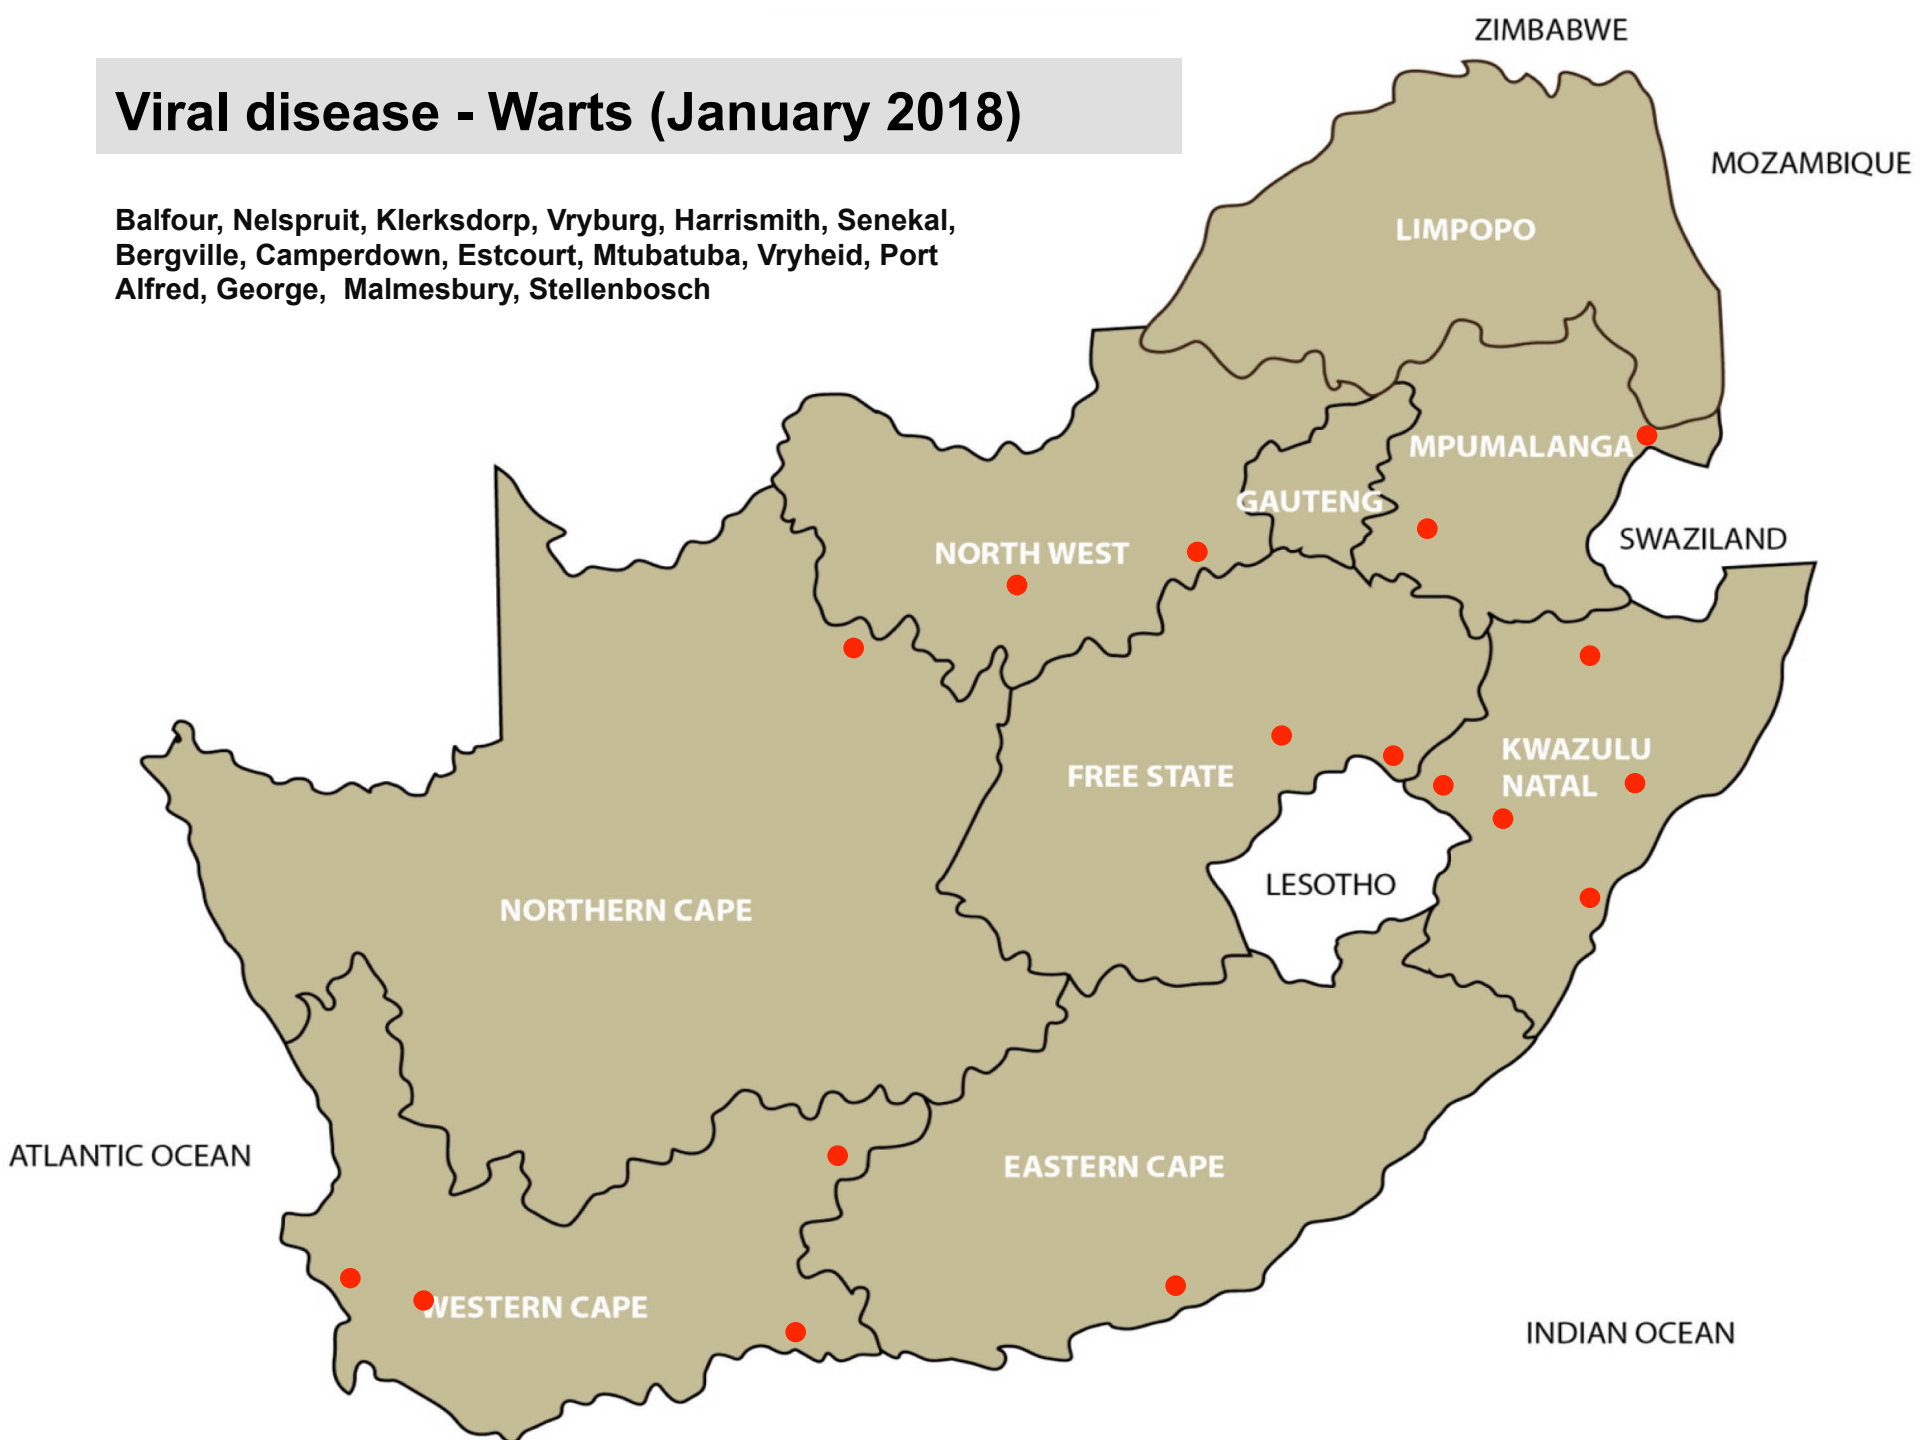 ZIMBABWE
Viral disease - Warts (January 2018)
MOZAMBIQUE
Balfour, Nelspruit, Klerksdorp, Vryburg, Harrismith, Senekal,
Bergville, Camperdown, Estcourt, Mtubatuba, Vryheid, Port
Alfred, George,  Malmesbury, Stellenbosch
LIMPOPO
MPUMALANGA
GAUTENG
SWAZILAND
NORTH WEST
KWAZULU
NATAL
FREE STATE
LESOTHO
NORTHERN CAPE
ATLANTIC OCEAN
EASTERN CAPE
WESTERN CAPE
INDIAN OCEAN